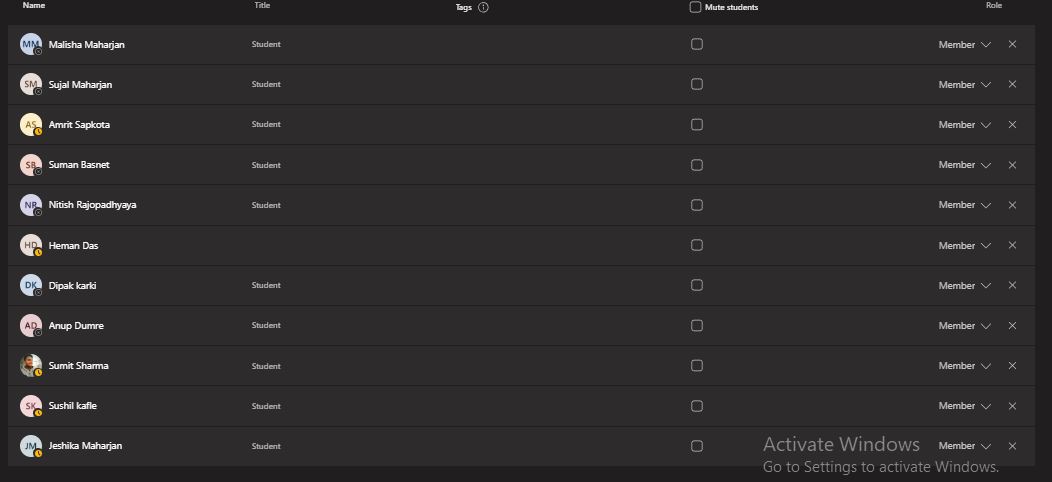 Name Title Tags Mute students Role
MM Malisha Maharjan Student Member
SM Sujal Maharjan Student Member
AS Amrit Sapkota Student Member
SB Suman Basnet Student Member
NR Nitish Rajopadhyaya Student Member
HD Heman Das Member
DK Dipak karki Student Member
AD Anup Dumre Student Member
Sumit Sharma Student Member
SK Sushil kafle Student Member
JM Jeshika Maharjan Student Member
Activate Windows
Go to Settings to activate Windows.